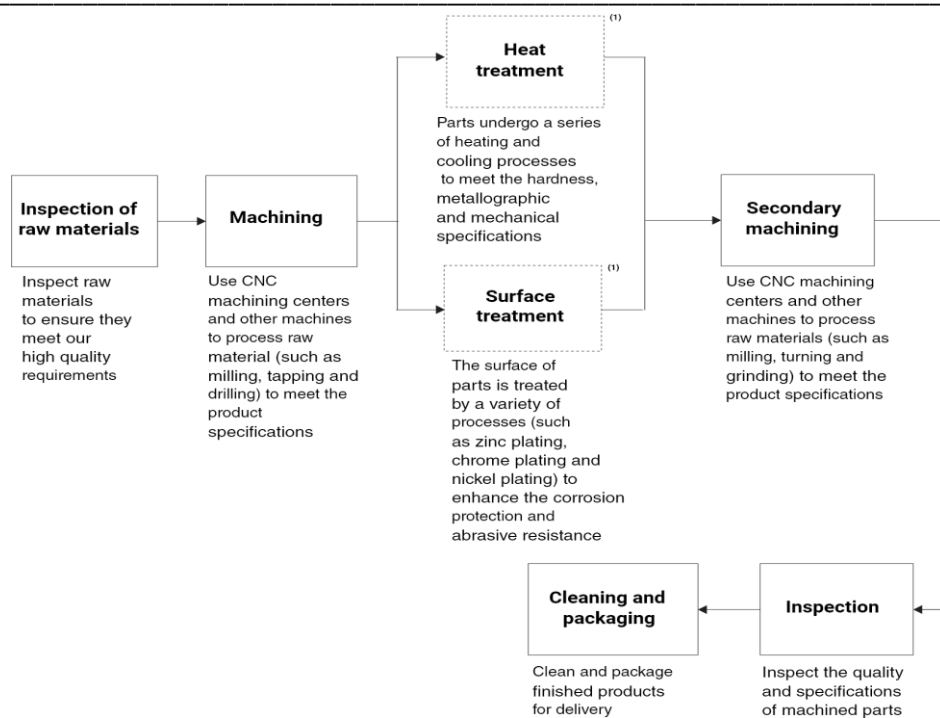 (1)
Heat
treatment
Parts undergo a series
of heating and
cooling processes
to meet the hardness,
metallographic
and mechanical
specifications
Inspection of
raw materials
Inspect raw
materials
to ensure they
meet our
high quality
requirements
Machining
Use CNC
machining centers
and other machines
to process raw
material (such as
milling, tapping and
drilling) to meet the
product
specifications
(1)
Surface
treatment
The surface of
parts is treated
by a variety of
processes (such
as zinc plating,
chrome plating and
nickel plating) to
enhance the corrosion
protection and
abrasive resistance
Secondary
machining
Use CNC machining
centers and other
machines to process
raw materials (such as
milling, turning and
grinding) to meet the
product specifications
Inspection
Inspect the quality
and specifications
of machined parts
Cleaning and
packaging
Clean and package
finished products
for delivery